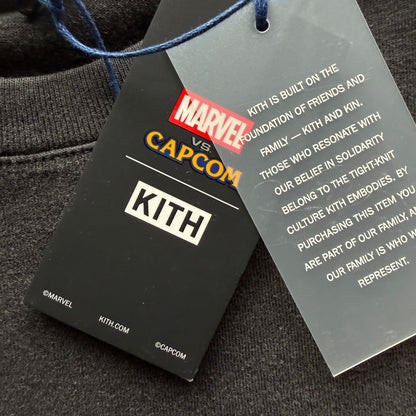 MARVEL
VS
CAPCOM
KITH
©MARVEL
KITH.COM
©CAPCOM
KITH IS BUILT ON THE
FOUNDATION OF FRIENDS AND
FAMILY — KITH AND KIN.
THOSE WHO RESONATE WITH
OUR BELIEF IN SOLIDARITY
BELONG TO THE TIGHT-KNIT
CULTURE KITH EMBODIES. BY
PURCHASING THIS ITEM YOU
ARE PART OF OUR FAMILY,
OUR FAMILY IS WHO W
REPRESENT.